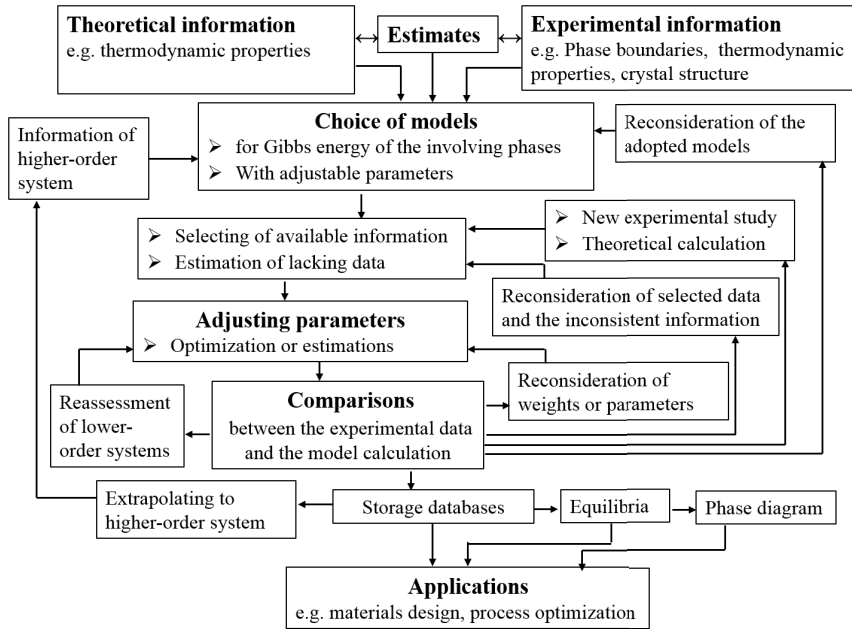 Theoretical information
e.g. thermodynamic properties
Estimates
Experimental information
e.g. Phase boundaries, thermodynamic
properties, crystal structure
Choice of models
➢ for Gibbs energy of the involving phases
➢ With adjustable parameters
Information of
higher-order
system
Reconsideration of the
adopted models
➢ Selecting of available information
➢ Estimation of lacking data
➢ New experimental study
➢ Theoretical calculation
Reconsideration of selected data
and the inconsistent information
Adjusting parameters
➢ Optimization or estimations
Reassessment
of lower-
order systems
Comparisons
between the experimental data
and the model calculation
Reconsideration of
weights or parameters
Extrapolating to
higher-order system
Storage databases
Equilibria
Phase diagram
Applications
e.g. materials design, process optimization